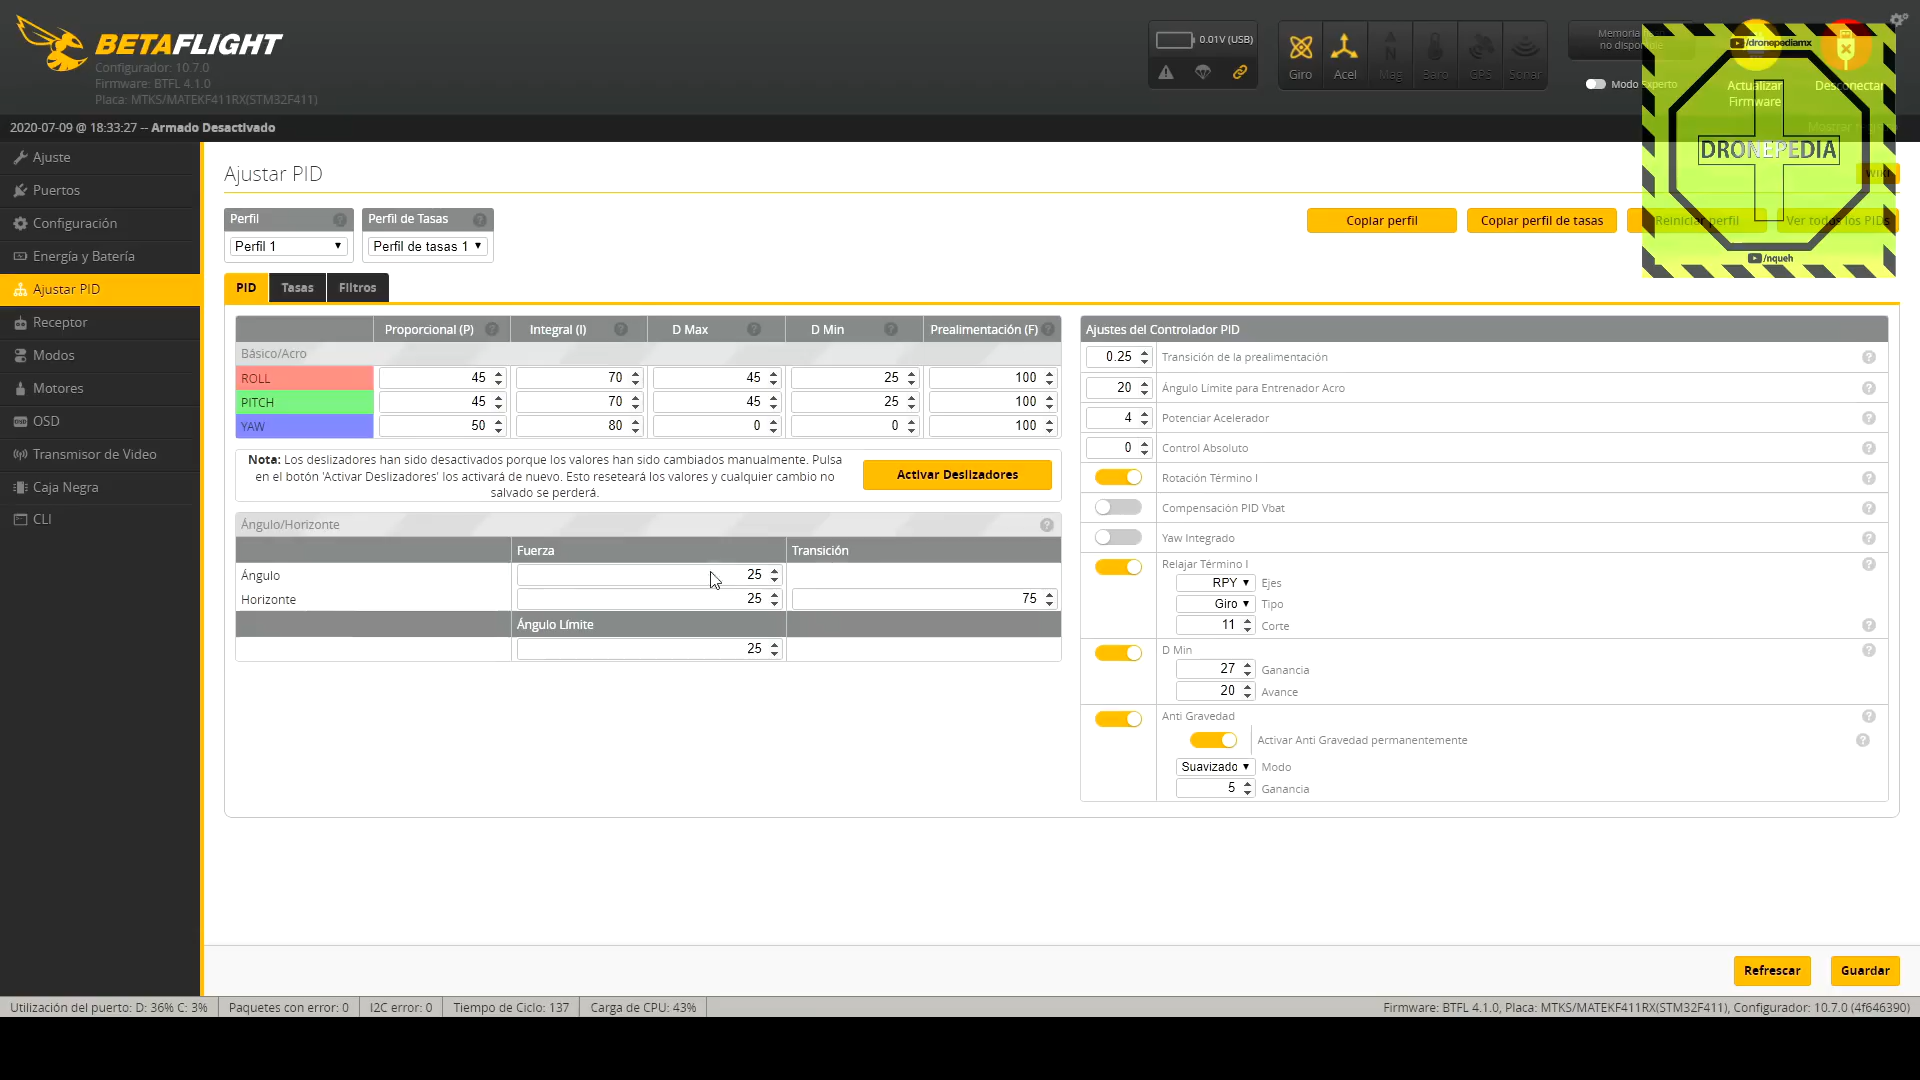 BETAFLIGHT
Configurador: 10.7.0
Firmware: BTFL 4.1.0
Placa: MTKS/MATEKF411RX(STM32F411)
0.01V (USB)
Giro
Acel
Mag
Baro
GPS
Sonar
no disponible
Modo Experto
Actualizar
Firmware
Desconectar
/dronepediamx
DRONEPEDIA
/nqueh
2020-07-09 @ 18:33:27 -- Armado Desactivado
Ajuste
Puertos
Configuración
Energía y Batería
Ajustar PID
Receptor
Modos
Motores
OSD
Transmisor de Video
Caja Negra
CLI
Ajustar PID
WIKI
Perfil
Perfil de Tasas
Perfil 1
Perfil de tasas 1
Copiar perfil
Copiar perfil de tasas
Reiniciar perfil
Ver todos los PIDs
PID
Tasas
Filtros
Proporcional (P)
Integral (I)
D Max
D Min
Prealimentación (F)
Básico/Acro
ROLL 45 70 45 25 100
PITCH 45 70 45 25 100
YAW 50 80 0 0 100
Nota: Los deslizadores han sido desactivados porque los valores han sido cambiados manualmente. Pulsa
en el botón 'Activar Deslizadores' los activará de nuevo. Esto reseteará los valores y cualquier cambio no
salvado se perderá.
Activar Deslizadores
Ángulo/Horizonte
Fuerza
Transición
Ángulo 25
Horizonte 25 75
Ángulo Límite
25
Ajustes del Controlador PID
0.25 Transición de la prealimentación
20 Ángulo Límite para Entrenador Acro
4 Potenciar Acelerador
0 Control Absoluto
Rotación Término I
Compensación PID Vbat
Yaw Integrado
Relajar Término I
RPY Ejes
Giro Tipo
11 Corte
D Min
27 Ganancia
20 Avance
Anti Gravedad
Activar Anti Gravedad permanentemente
Suavizado Modo
5 Ganancia
Refrescar
Guardar
Utilización del puerto: D: 36% C: 3%
Paquetes con error: 0
I2C error: 0
Tiempo de Ciclo: 137
Carga de CPU: 43%
Firmware: BTFL 4.1.0, Placa: MTKS/MATEKF411RX(STM32F411), Configurador: 10.7.0 (4f646390)